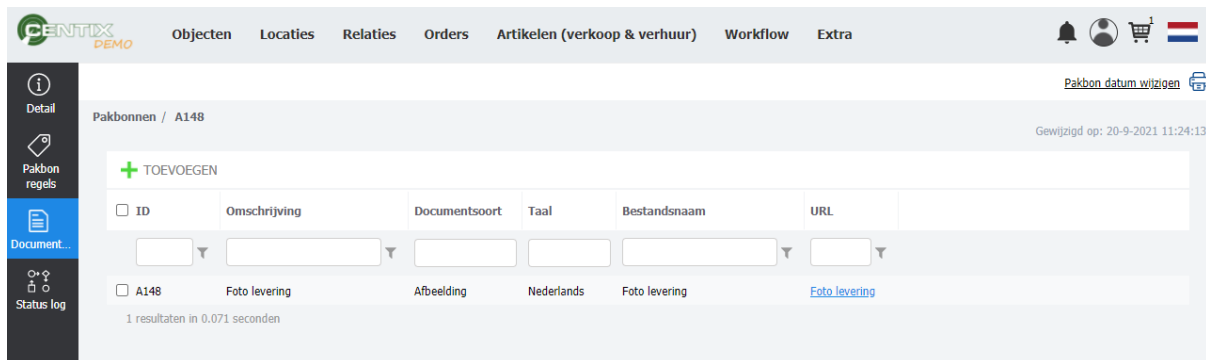 CENTIX
DEMO
Objecten Locaties Relaties Orders Artikelen (verkoop & verhuur) Workflow Extra
1
Detail
Pakbon datum wijzigen
Pakbonnen / A148
Gewijzigd op: 20-9-2021 11:24:13
Pakbon
regels
TOEVOEGEN
ID Omschrijving Documentsoort Taal Bestandsnaam URL
Document...
Status log
A148 Foto levering Afbeelding Nederlands Foto levering Foto levering
1 resultaten in 0.071 seconden